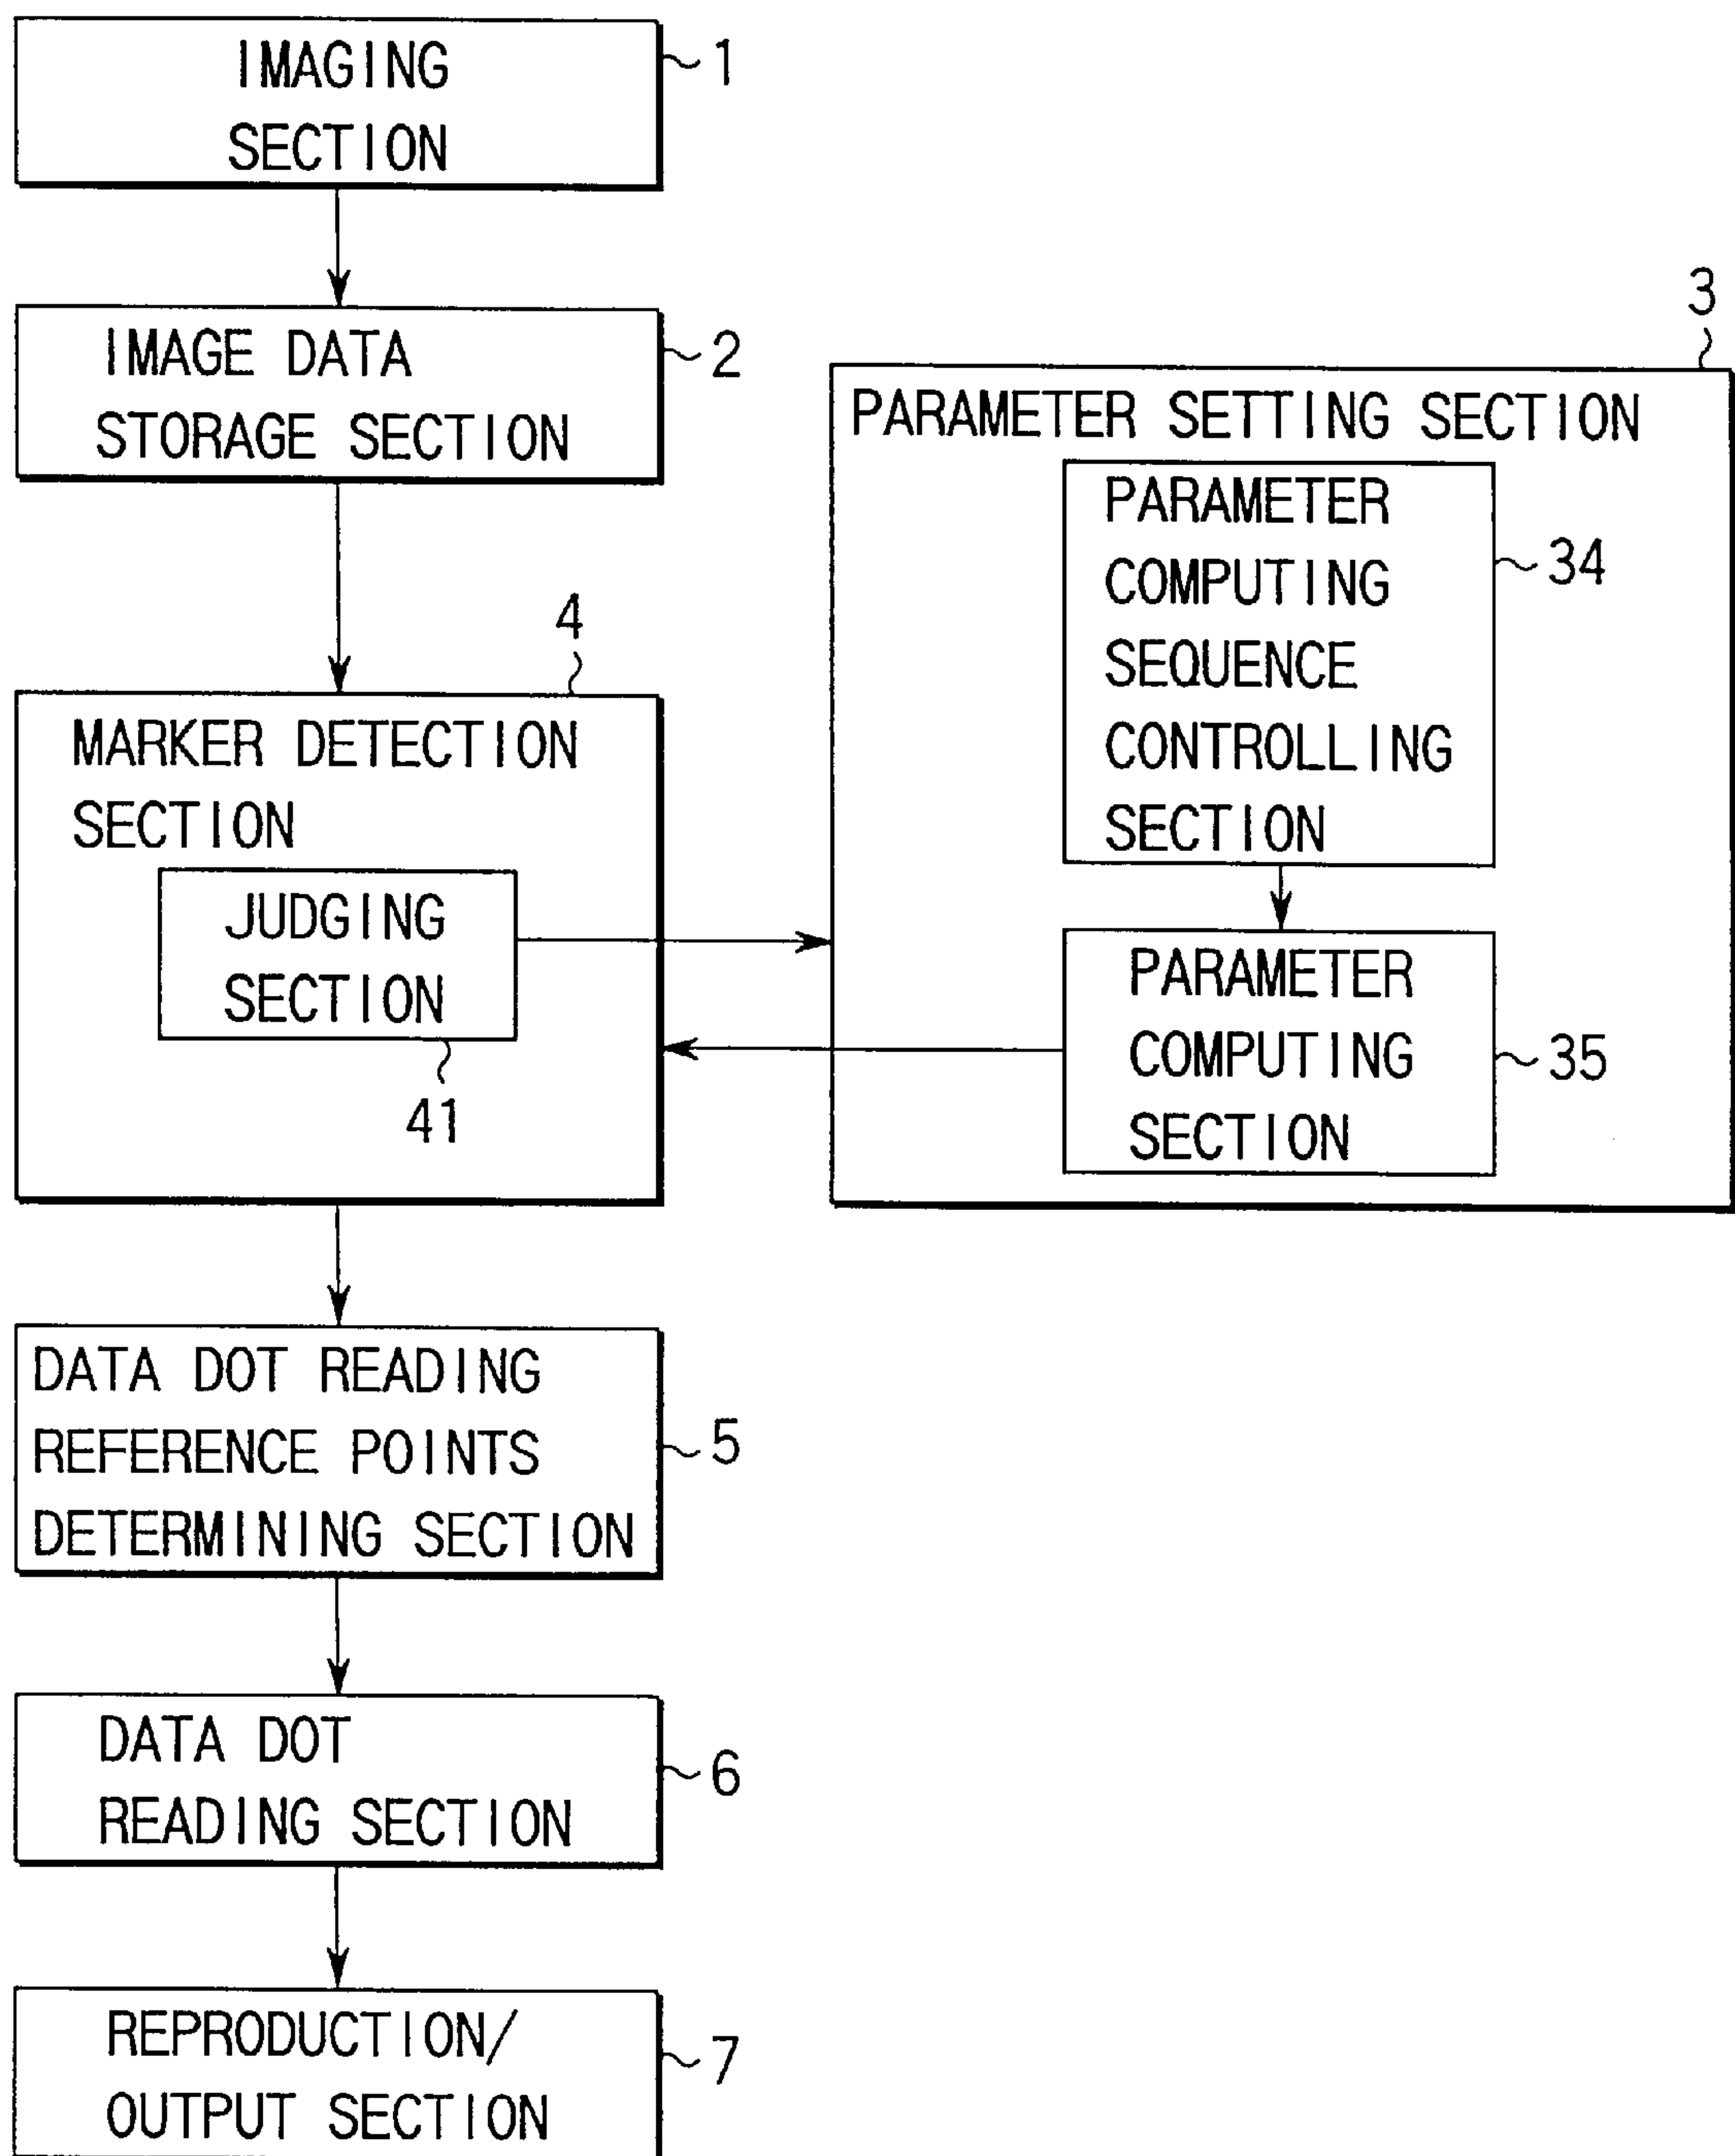 IMAGING
SECTION
1
IMAGE DATA
STORAGE SECTION
2
3
PARAMETER SETTING SECTION
PARAMETER
COMPUTING
SEQUENCE
CONTROLLING
SECTION
34
4
MARKER DETECTION
SECTION
JUDGING
SECTION
41
PARAMETER
COMPUTING
SECTION
35
DATA DOT READING
REFERENCE POINTS
DETERMINING SECTION
5
DATA DOT
READING SECTION
6
REPRODUCTION/
OUTPUT SECTION
7